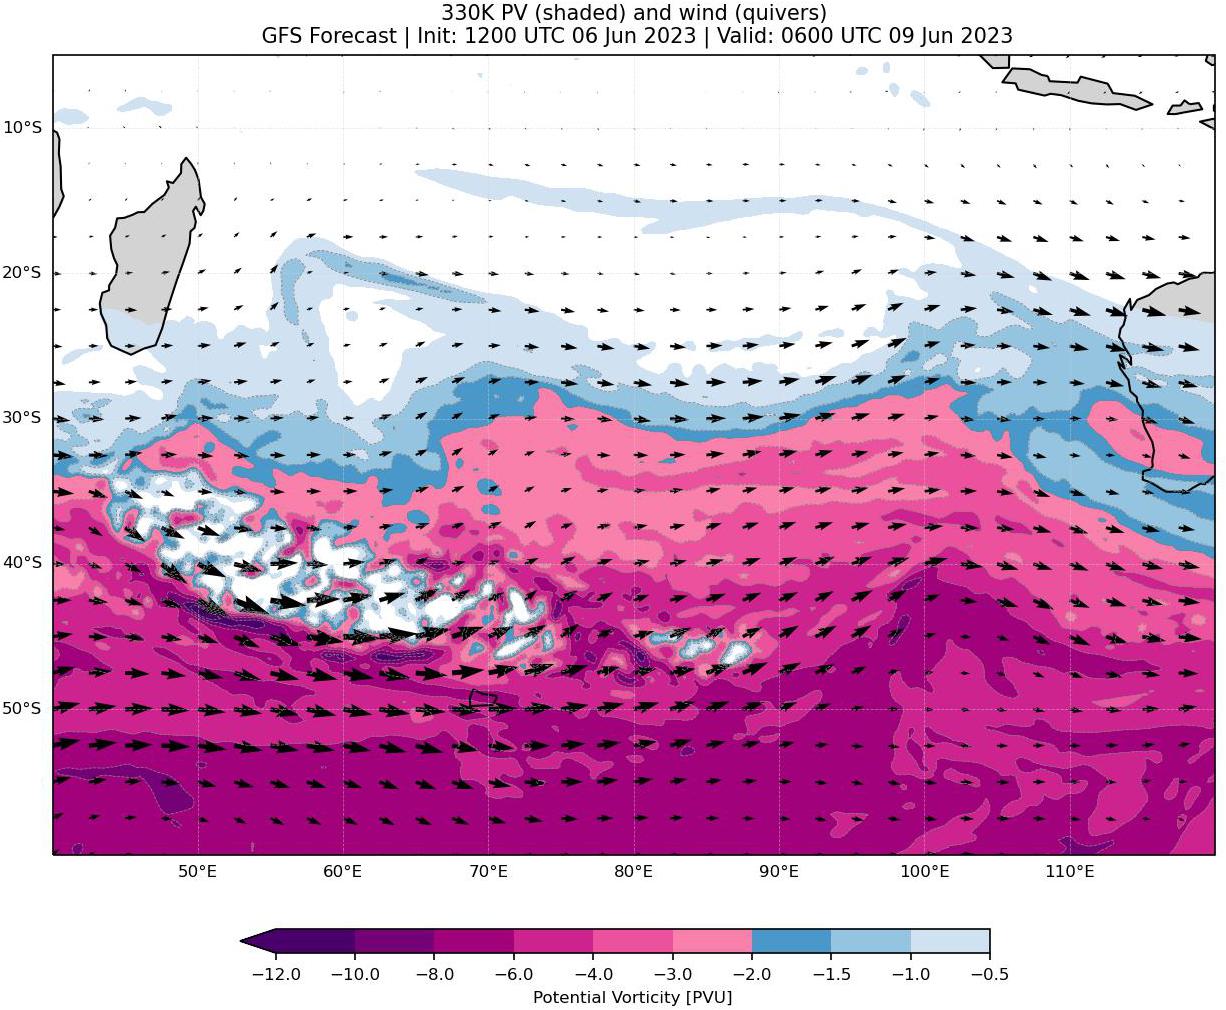 330K PV (shaded) and wind (quivers)
GFS Forecast | Init: 1200 UTC 06 Jun 2023 | Valid: 0600 UTC 09 Jun 2023
10°S
20°S
30°S
40°S
50°S
50°E 60°E 70°E 80°E 90°E 100°E 110°E
−12.0 −10.0 −8.0 −6.0 −4.0 −3.0 −2.0 −1.5 −1.0 −0.5
Potential Vorticity [PVU]